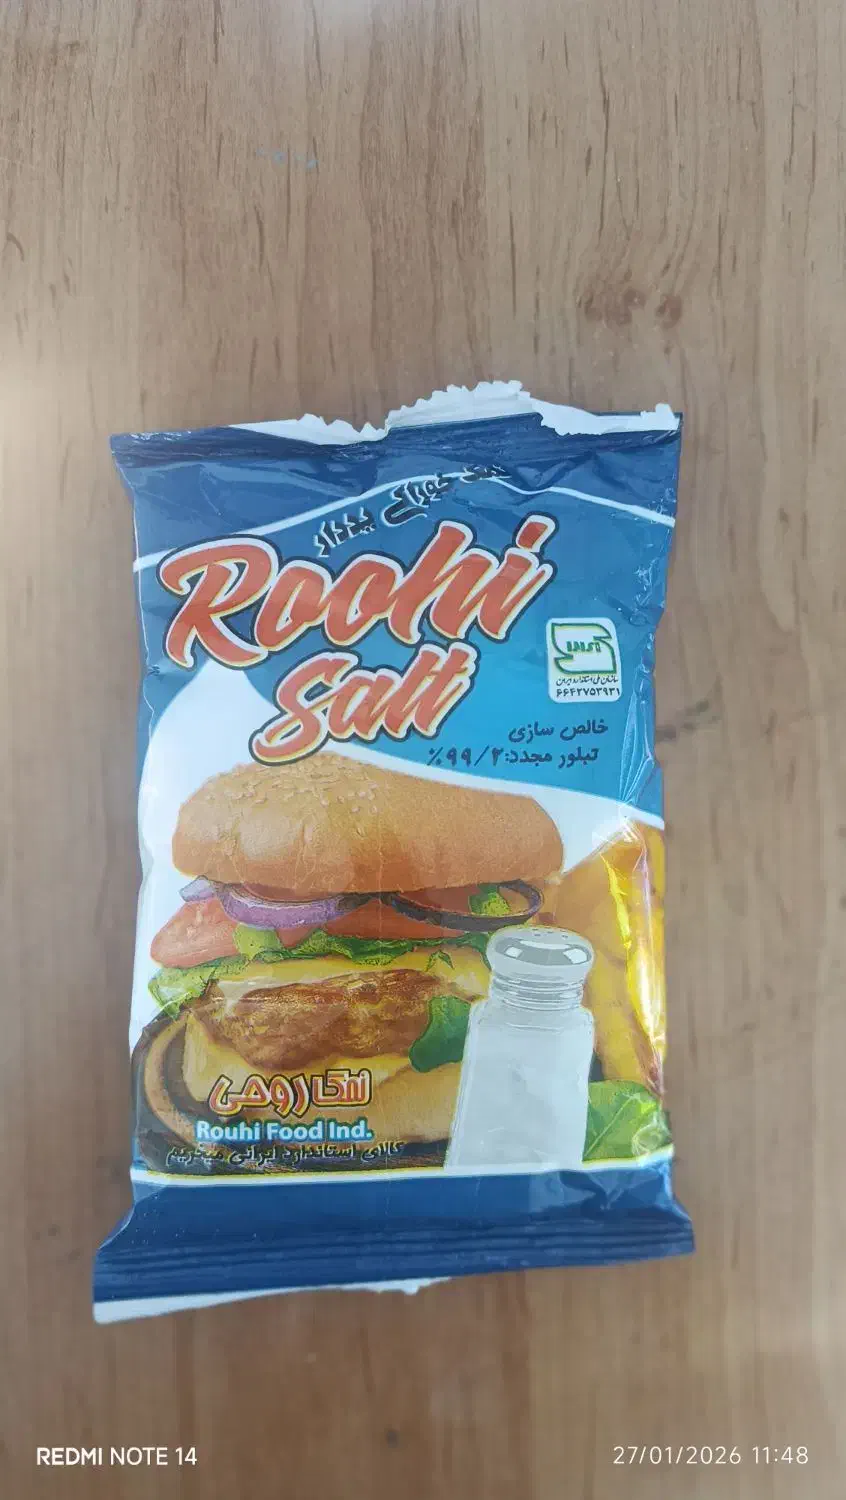 نمک خوراکی یددار
Roohi
Salt
سازمان ملی استاندارد ایران
۶۶۴۲۷۵۳۹۳۱
خالص سازی
تبلور مجدد: ۹۹/۲٪
نمک روحی
Rouhi Food Ind.
کالای استاندارد ایرانی میخریم
REDMI NOTE 14
27/01/2026 11:48